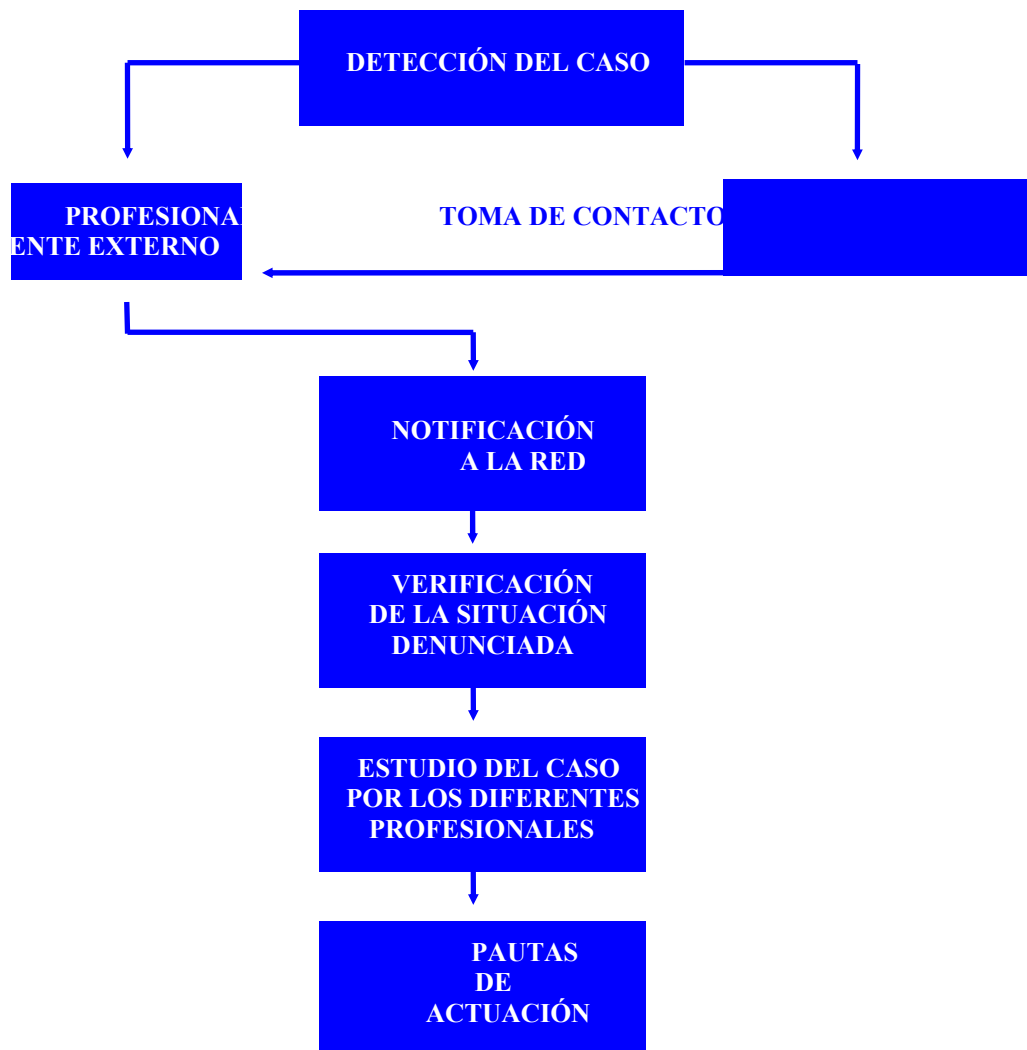 DETECCIÓN DEL CASO
PROFESIONA
ENTE EXTERNO
TOMA DE CONTACTO
NOTIFICACIÓN
A LA RED
VERIFICACIÓN
DE LA SITUACIÓN
DENUNCIADA
ESTUDIO DEL CASO
POR LOS DIFERENTES
PROFESIONALES
PAUTAS
DE
ACTUACIÓN